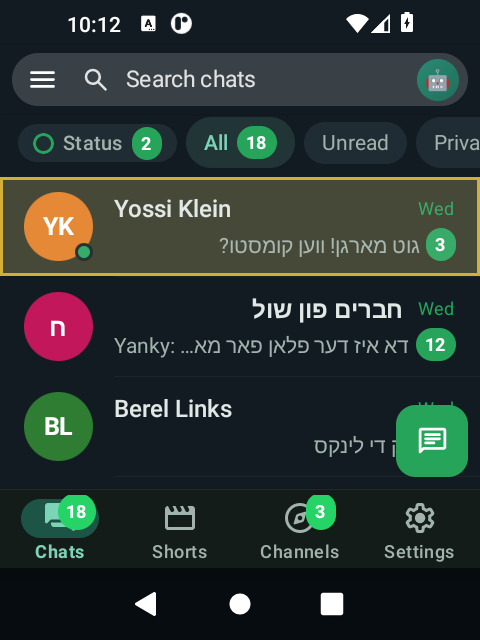 10:12
Search chats
Status 2
All 18
Unread
Priva
YK
Yossi Klein
Wed
גוט מארגן! ווען קומסטו?
3
ח
חברים פון שול
Wed
Yanky: דא איז דער פלאן פאר מא...
12
BL
Berel Links
ק די לינקס
18
3
Chats
Shorts
Channels
Settings